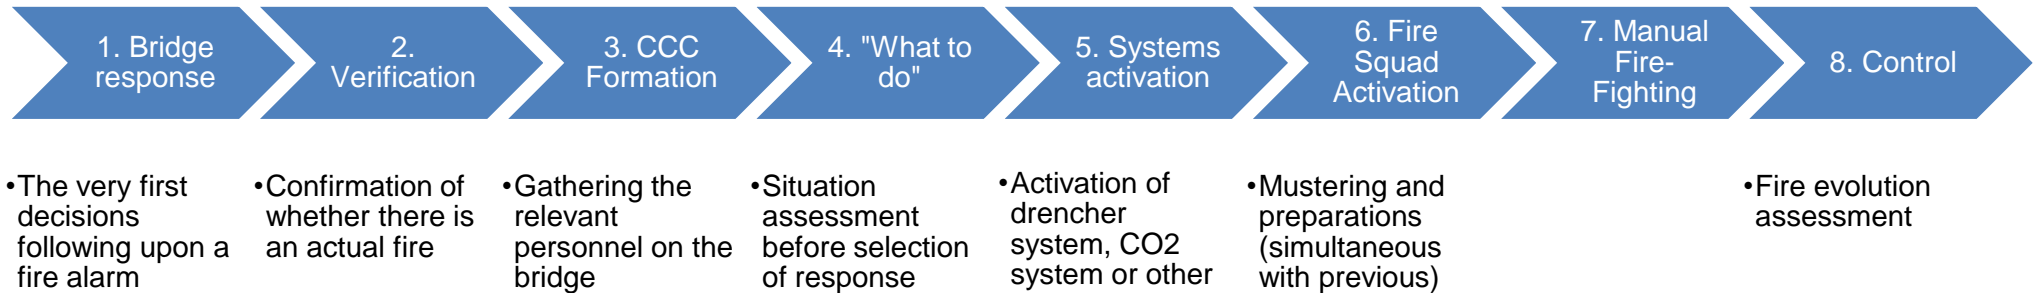 1. Bridge
response
2.
Verification
3. CCC
Formation
4. "What to
do"
5. Systems
activation
6. Fire
Squad
Activation
7. Manual
Fire-
Fighting
8. Control
•The very first
decisions
following upon a
fire alarm
•Confirmation of
whether there is
an actual fire
•Gathering the
relevant
personnel on the
bridge
•Situation
assessment
before selection
of response
•Activation of
drencher
system, CO2
system or other
•Mustering and
preparations
(simultaneous
with previous)
•Fire evolution
assessment